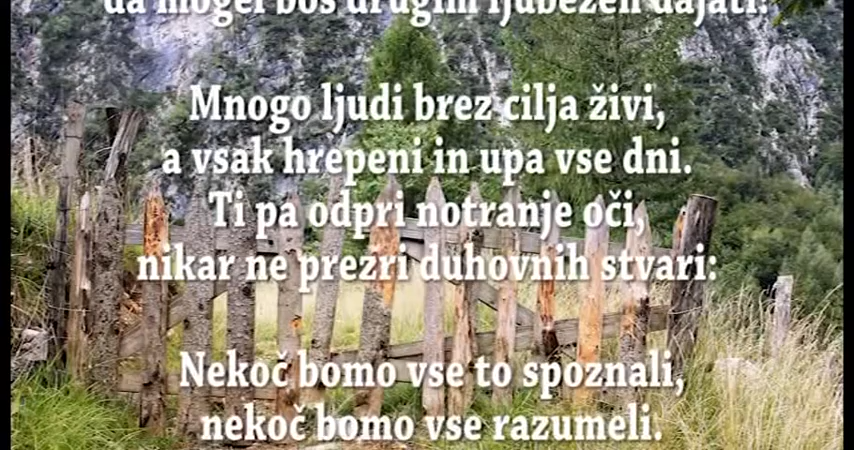 da mogel boš drugim ljubezen dajati.
Mnogo ljudi brez cilja živi,
a vsak hrepeni in upa vse dni.
Ti pa odpri notranje oči,
nikar ne prezri duhovnih stvari:
Nekoč bomo vse to spoznali,
nekoč bomo vse razumeli.